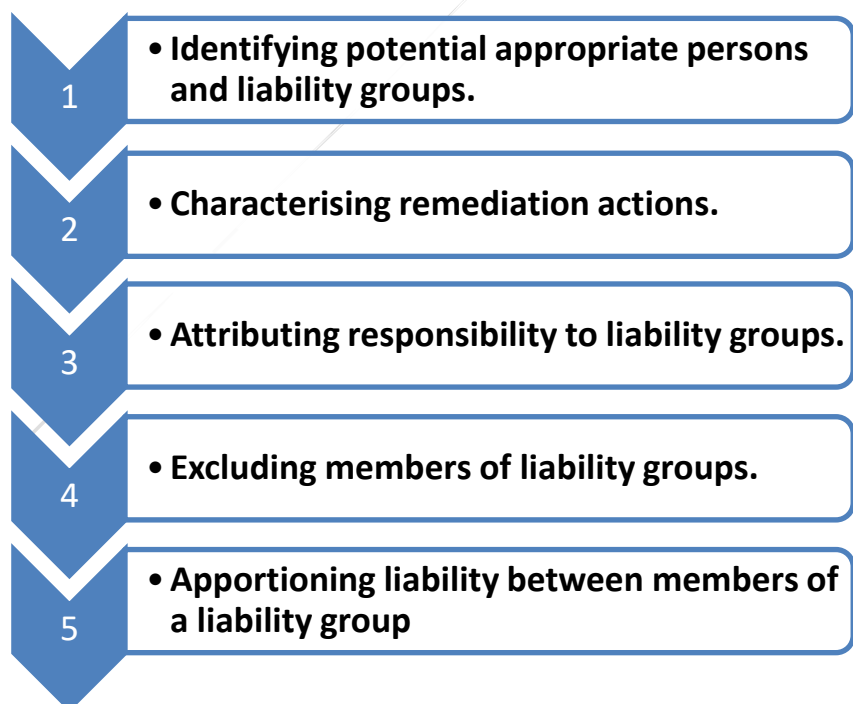 1
• Identifying potential appropriate persons
and liability groups.
2
• Characterising remediation actions.
3
• Attributing responsibility to liability groups.
4
• Excluding members of liability groups.
5
• Apportioning liability between members of
a liability group